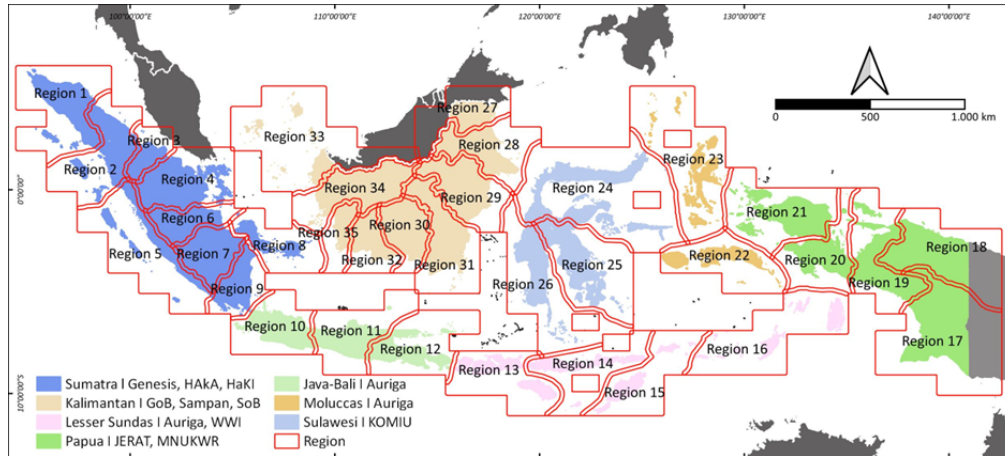 100°00'00"E 110°00'00"E 120°00'00"E 130°00'00"E 140°00'00"E
Region 1
Region 27
Region 33
Region 3
Region 28
Region 23
0 500 1.000 km
Region 2
Region 4
Region 34
Region 24
Region 29
Region 21
0°00'00"
Region 6
Region 30
Region 35
Region 18
Region 5
Region 7
Region 8
Region 32
Region 31
Region 25
Region 22
Region 20
Region 9
Region 26
Region 19
Region 10
Region 11
Region 12
Region 13
Region 14
Region 15
Region 16
Region 17
10°00'00"S
Sumatra l Genesis, HAkA, HaKI
Kalimantan l GoB, Sampan, SoB
Lesser Sundas l Auriga, WWI
Papua l JERAT, MNUKWR
Java-Bali l Auriga
Moluccas l Auriga
Sulawesi l KOMIU
Region